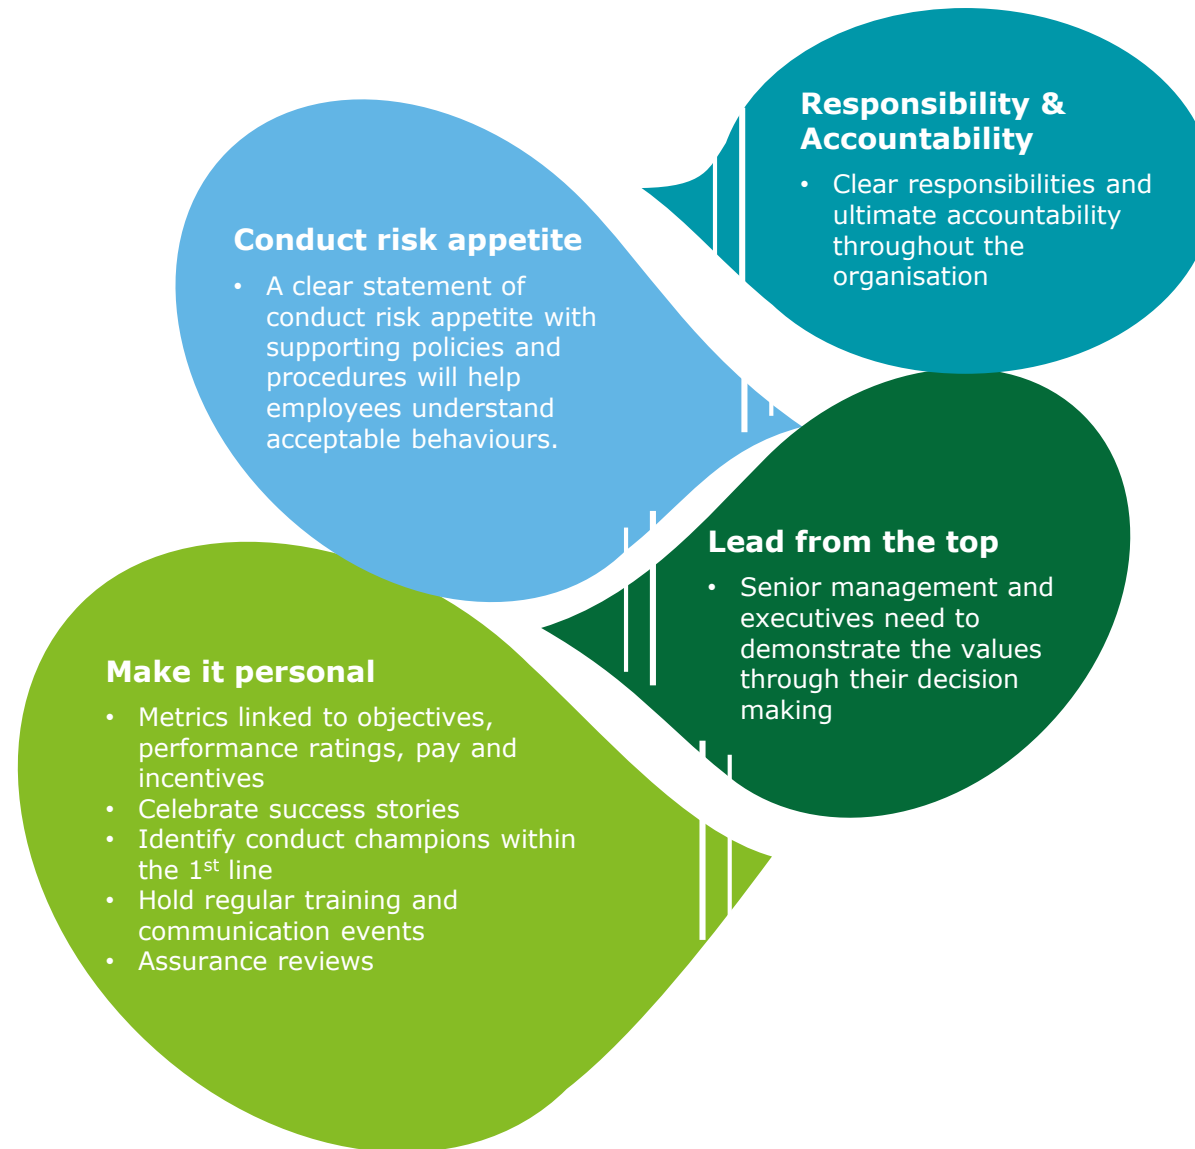 Responsibility &
Accountability
• Clear responsibilities and
ultimate accountability
throughout the
organisation
Conduct risk appetite
• A clear statement of
conduct risk appetite with
supporting policies and
procedures will help
employees understand
acceptable behaviours.
Lead from the top
• Senior management and
executives need to
demonstrate the values
through their decision
making
Make it personal
• Metrics linked to objectives,
performance ratings, pay and
incentives
• Celebrate success stories
• Identify conduct champions within
the 1st line
• Hold regular training and
communication events
• Assurance reviews